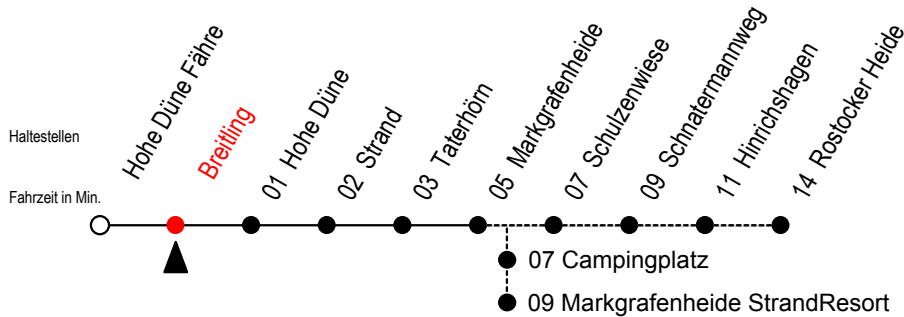 Haltestellen
Fahrzeit in Min.
Hohe Düne Fähre
Breitling
01 Hohe Düne
02 Strand
03 Taterhörn
05 Markgrafenheide
07 Schulzenwiese
09 Schnatermannweg
11 Hinrichshagen
14 Rostocker Heide
07 Campingplatz
09 Markgrafenheide StrandResort